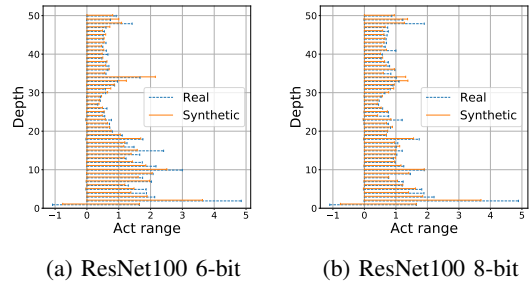 50
40
30
20
10
0
Depth
Real
Synthetic
−1 0 1 2 3 4 5
Act range
(a) ResNet100 6-bit
50
40
30
20
10
0
Depth
Real
Synthetic
−1 0 1 2 3 4 5
Act range
(b) ResNet100 8-bit